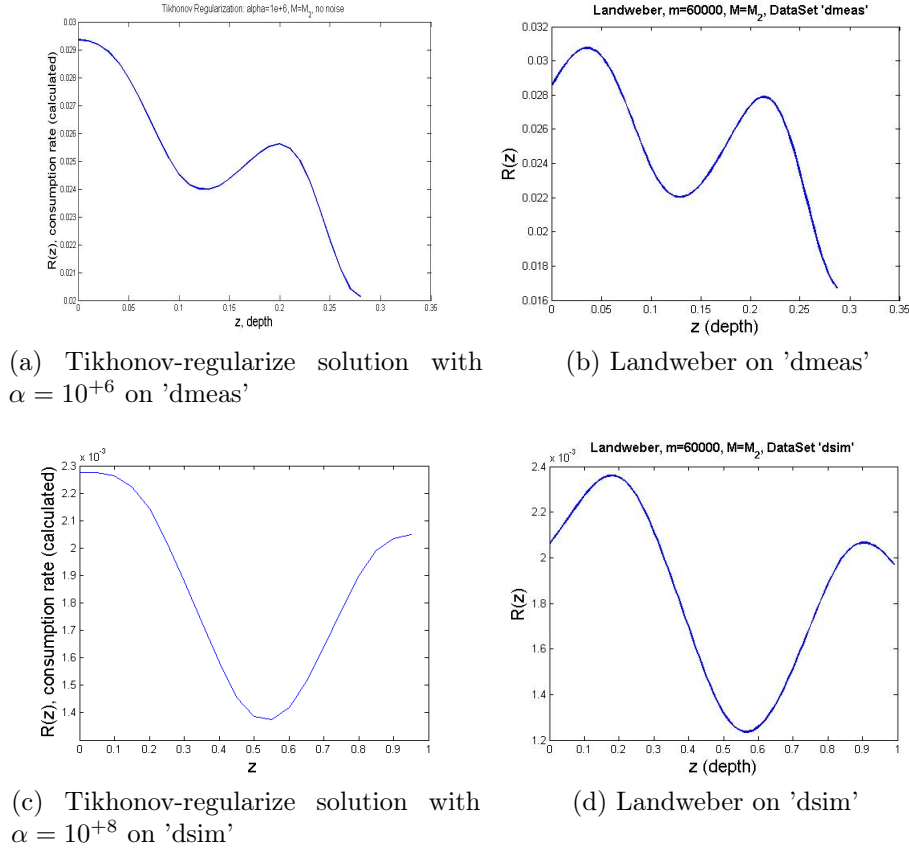 Tikhonov Regularization: alpha=1e+6, M=M₂, no noise
0.03
0.029
0.028
0.027
0.026
0.025
0.024
0.023
0.022
0.021
0.02
R(z), consumption rate (calculated)
0 0.05 0.1 0.15 0.2 0.25 0.3 0.35
z, depth
Landweber, m=60000, M=M₂, DataSet 'dmeas'
0.032
0.03
0.028
0.026
0.024
0.022
0.02
0.018
0.016
R(z)
0 0.05 0.1 0.15 0.2 0.25 0.3 0.35
z (depth)
(a) Tikhonov-regularize solution with
α = 10⁺⁶ on 'dmeas'
(b) Landweber on 'dmeas'
x 10⁻³
2.3
2.2
2.1
2
1.9
1.8
1.7
1.6
1.5
1.4
R(z), consumption rate (calculated)
0 0.1 0.2 0.3 0.4 0.5 0.6 0.7 0.8 0.9 1
z
Landweber, m=60000, M=M₂, DataSet 'dsim'
x 10⁻³
2.4
2.2
2
1.8
1.6
1.4
1.2
R(z)
0 0.1 0.2 0.3 0.4 0.5 0.6 0.7 0.8 0.9 1
z (depth)
(c) Tikhonov-regularize solution with
α = 10⁺⁸ on 'dsim'
(d) Landweber on 'dsim'